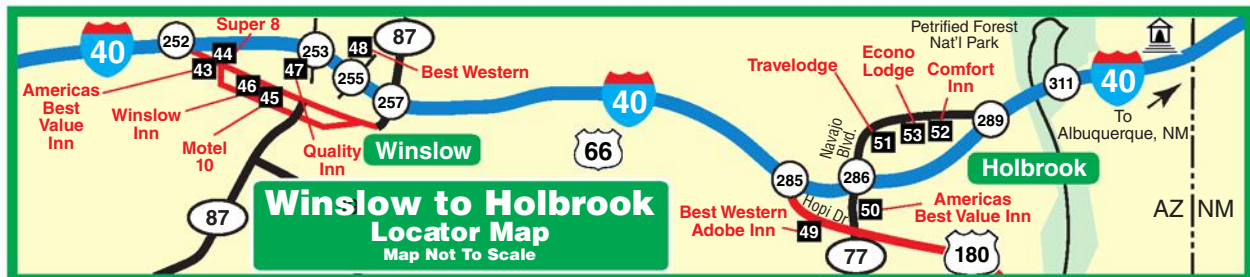 Super 8
252
44
253
48
87
40
43
47
255
Best Western
46
45
257
Americas
Best
Value
Inn
Winslow
Inn
Motel
10
Quality
Inn
Winslow
87
Winslow to Holbrook
Locator Map
Map Not To Scale
40
66
Travelodge
Econo
Lodge
Comfort
Inn
Petrified Forest
Nat'l Park
311
40
To
Albuquerque, NM
Navajo
Blvd.
51
53
52
289
Holbrook
285
286
Hopi Dr.
50
Americas
Best Value Inn
Best Western
Adobe Inn
49
77
180
AZ
NM